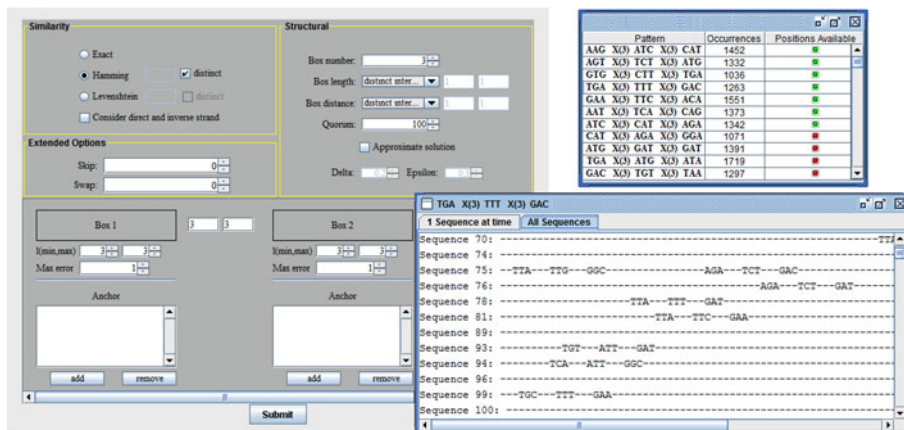 Similarity
Exact
Hamming distinct
Levenshtein distinct
Consider direct and inverse strand
Extended Options
Skip: 0
Swap: 0
Structural
Box number: 3
Box length: distinct inter... 1 1
Box distance: distinct inter... 1 1
Quorum: 100
Approximate solution
Delta: Epsilon:
Box 1 3 3 Box 2
l(min,max) 3 3 l(min,max) 3 3
Max error 1 Max error 1
Anchor Anchor
add remove add remove
Submit
Pattern Occurrences Positions Available
AAG X(3) ATC X(3) CAT 1452
AGT X(3) TCT X(3) ATG 1332
GTG X(3) CTT X(3) TGA 1036
TGA X(3) TTT X(3) GAC 1263
GAA X(3) TTC X(3) ACA 1551
AAT X(3) TCA X(3) CAG 1373
ATC X(3) CAT X(3) AGA 1342
CAT X(3) AGA X(3) GGA 1071
ATG X(3) GAT X(3) GAT 1391
TGA X(3) ATG X(3) ATA 1719
GAC X(3) TGT X(3) TAA 1297
TGA X(3) TTT X(3) GAC
1 Sequence at time All Sequences
Sequence 70: --------------------------------------------------------------TTA
Sequence 74: -----------------------------------------------------------------
Sequence 75: --TTA---TTG---GGC----------------AGA---TCT---GAC----------------
Sequence 76: ------------------------------------------AGA---TCT---GAT-------
Sequence 78: ---------------------TTA---TTT---GAT-----------------------------
Sequence 81: -------------------------TTA---TTC---GAA-------------------------
Sequence 89: -----------------------------------------------------------------
Sequence 93: ----------TGT---ATT---GAT----------------------------------------
Sequence 94: --------TCA---ATT---GGC------------------------------------------
Sequence 96: -----------------------------------------------------------------
Sequence 99: ---TGC---TTT---GAA-----------------------------------------------
Sequence 100: ----------------------------------------------------------------